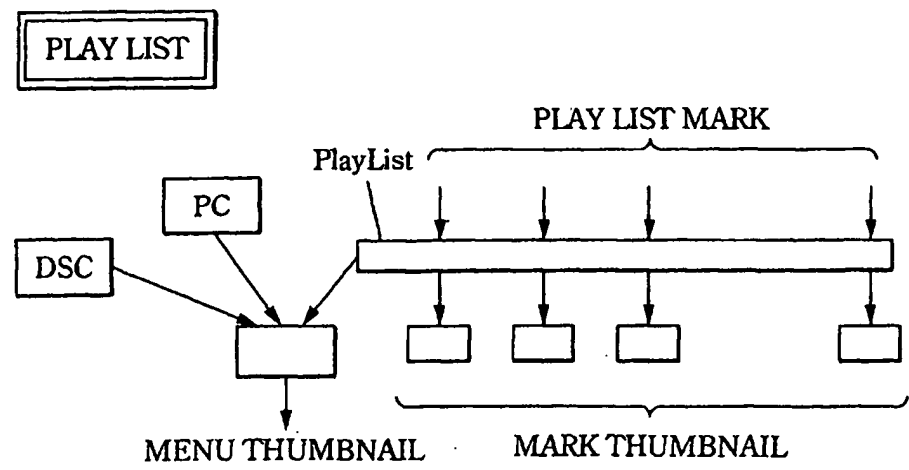 PLAY LIST
PLAY LIST MARK
PlayList
PC
DSC
MENU THUMBNAIL
MARK THUMBNAIL